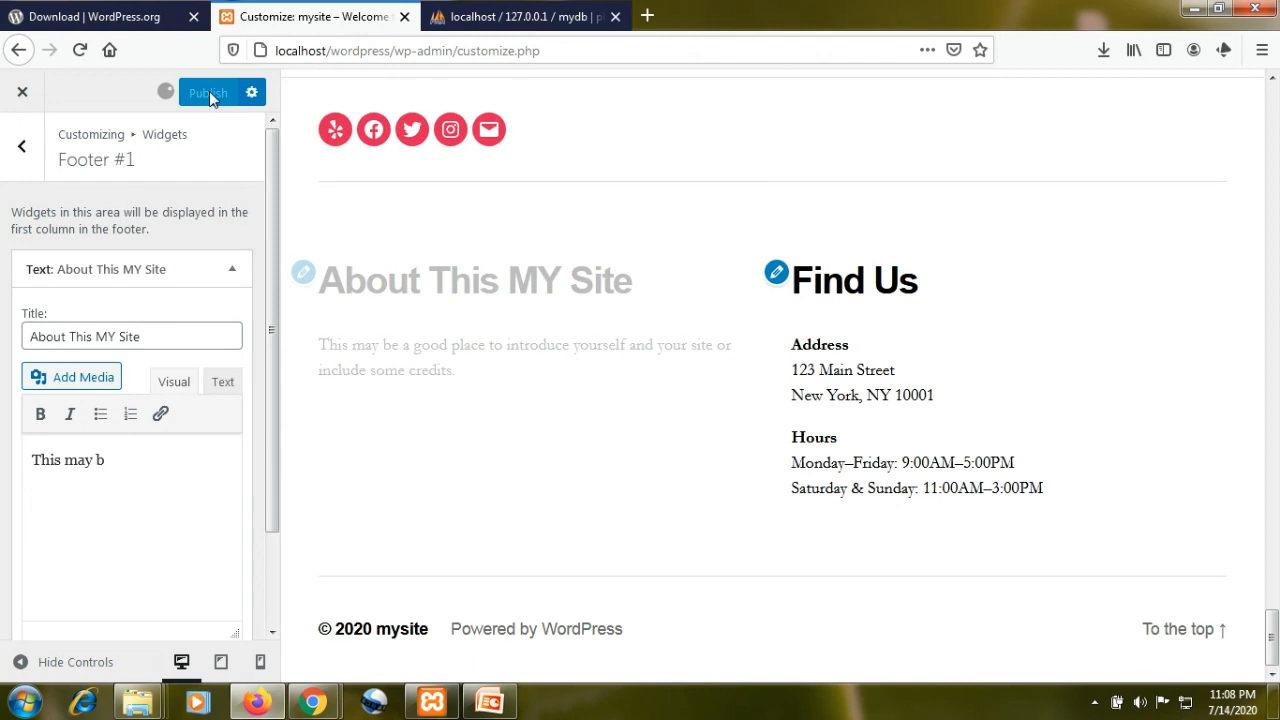 Download | WordPress.org
Customize: mysite – Welcome
localhost / 127.0.0.1 / mydb | p
localhost/wordpress/wp-admin/customize.php
Publish
Customizing ▸ Widgets
Footer #1
Widgets in this area will be displayed in the
first column in the footer.
Text: About This MY Site
Title:
About This MY Site
Add Media
Visual
Text
B I
This may b
Hide Controls
About This MY Site
This may be a good place to introduce yourself and your site or
include some credits.
Find Us
Address
123 Main Street
New York, NY 10001
Hours
Monday–Friday: 9:00AM–5:00PM
Saturday & Sunday: 11:00AM–3:00PM
© 2020 mysite
Powered by WordPress
To the top ↑
11:08 PM
7/14/2020